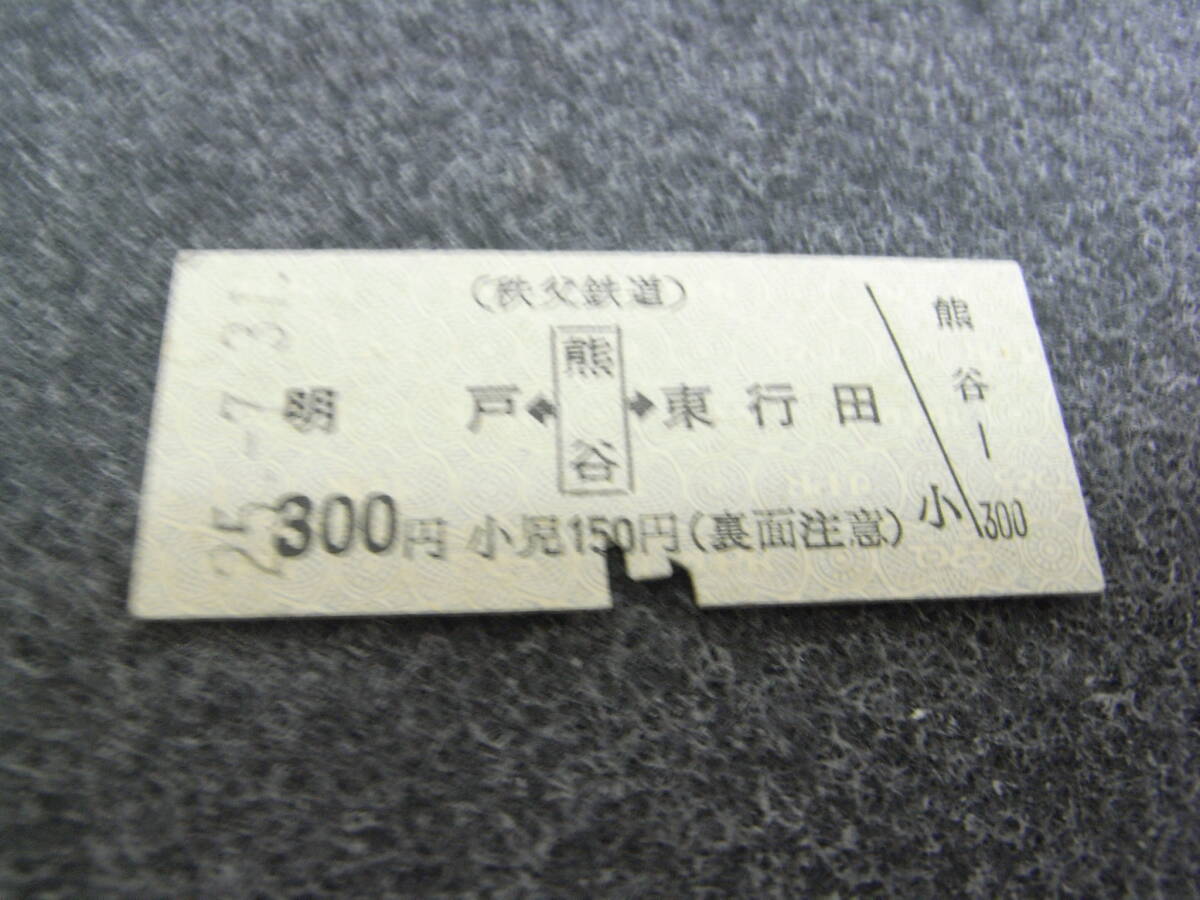 (秩父鉄道)
明戸⬅熊谷➡東行田
300円 小児150円(裏面注意)
小
熊谷-300
25.-7.31.